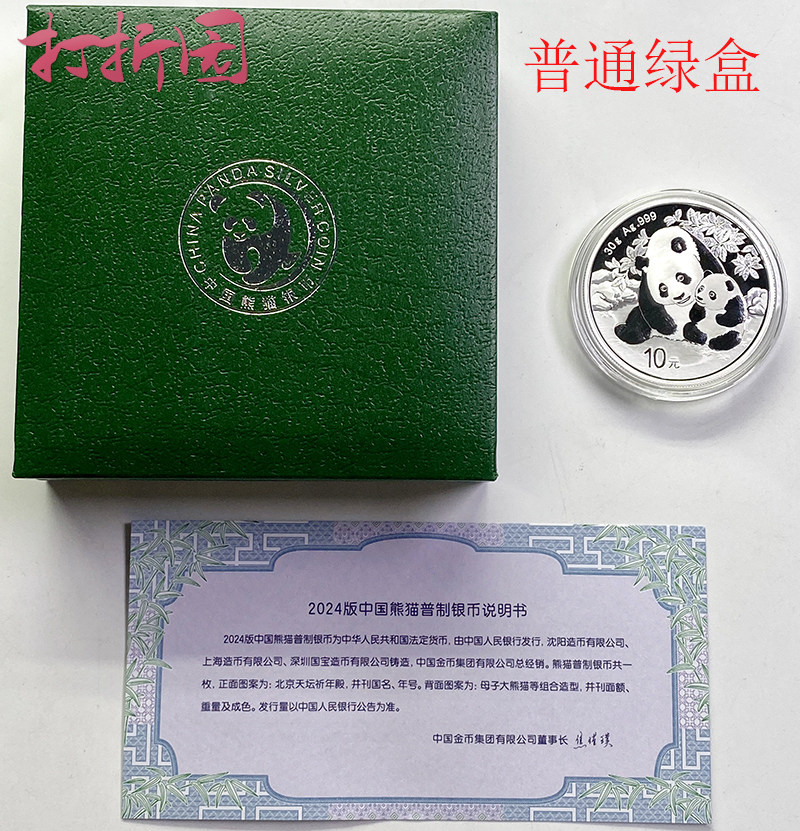 打折园
普通绿盒
CHINA PANDA SILVER COIN
中国熊猫银币
30g Ag.999
10元
2024版中国熊猫普制银币说明书
2024版中国熊猫普制银币为中华人民共和国法定货币，由中国人民银行发行，沈阳造币有限公司、
上海造币有限公司、深圳国宝造币有限公司铸造，中国金币集团有限公司总经销。熊猫普制银币共一
枚，正面图案为：北京天坛祈年殿，并刊国名、年号。背面图案为：母子大熊猫等组合造型，并刊面额、
重量及成色。发行量以中国人民银行公告为准。
中国金币集团有限公司董事长